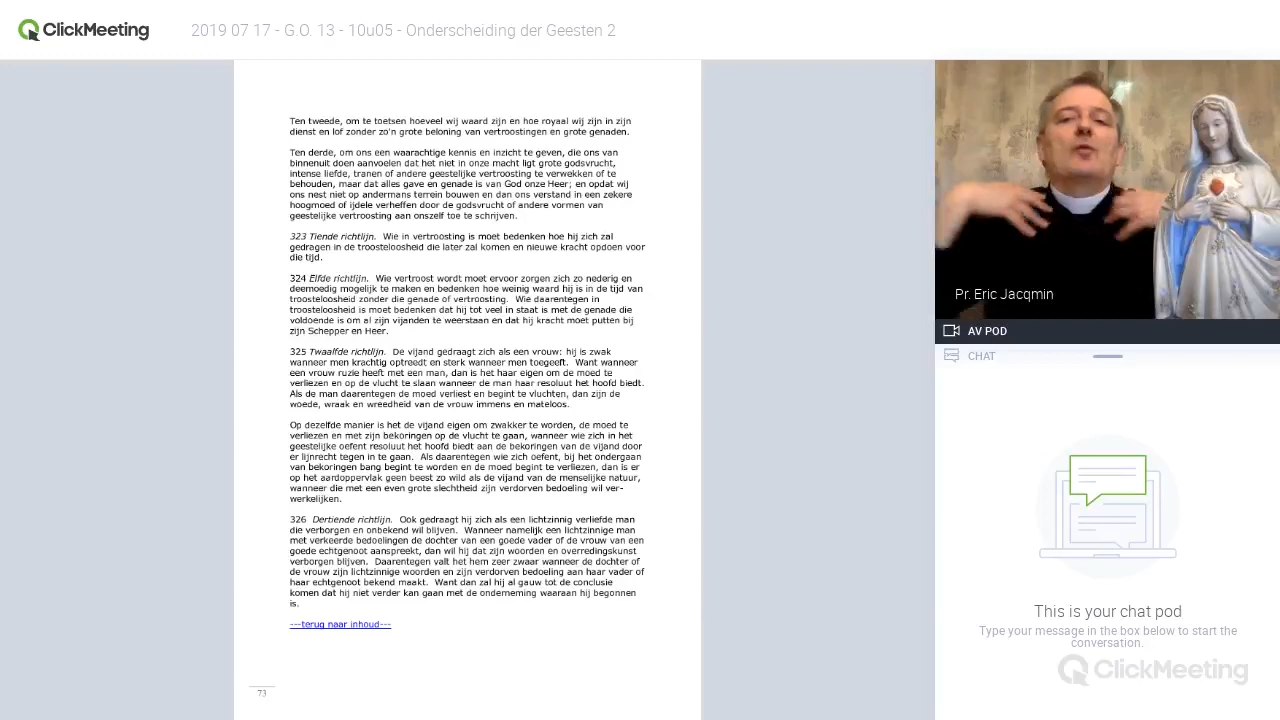 ClickMeeting
2019 07 17 - G.O. 13 - 10u05 - Onderscheiding der Geesten 2
Ten tweede, om te toetsen hoeveel wij waard zijn en hoe royaal wij zijn in zijn
dienst en lof zonder zo'n grote beloning van vertroostingen en grote genaden.
Ten derde, om ons een waarachtige kennis en inzicht te geven, die ons van
binnenuit doen aanvoelen dat het niet in onze macht ligt grote godsvrucht,
intense liefde, tranen of andere geestelijke vertroosting te verwekken of te
behouden, maar dat alles gave en genade is van God onze Heer; en opdat wij
ons nest niet op andermans terrein bouwen en dan ons verstand in een zekere
hoogmoed of ijdele verheffen door de godsvrucht of andere vormen van
geestelijke vertroosting aan onszelf toe te schrijven.
323 Tiende richtlijn.  Wie in vertroosting is moet bedenken hoe hij zich zal
gedragen in de troosteloosheid die later zal komen en nieuwe kracht opdoen voor
die tijd.
324 Elfde richtlijn.  Wie vertroost wordt moet ervoor zorgen zich zo nederig en
deemoedig mogelijk te maken en bedenken hoe weinig waard hij is in de tijd van
troosteloosheid zonder die genade of vertroosting.  Wie daarentegen in
troosteloosheid is moet bedenken dat hij tot veel in staat is met de genade die
voldoende is om al zijn vijanden te weerstaan en dat hij kracht moet putten bij
zijn Schepper en Heer.
325 Twaalfde richtlijn.  De vijand gedraagt zich als een vrouw: hij is zwak
wanneer men krachtig optreedt en sterk wanneer men toegeeft.  Want wanneer
een vrouw ruzie heeft met een man, dan is het haar eigen om de moed te
verliezen en op de vlucht te slaan wanneer de man haar resoluut het hoofd biedt.
Als de man daarentegen de moed verliest en begint te vluchten, dan zijn de
woede, wraak en wreedheid van de vrouw immens en mateloos.
Op dezelfde manier is het de vijand eigen om zwakker te worden, de moed te
verliezen en met zijn bekoringen op de vlucht te gaan, wanneer wie zich in het
geestelijke oefent resoluut het hoofd biedt aan de bekoringen van de vijand door
er lijnrecht tegen in te gaan.  Als daarentegen wie zich oefent, bij het ondergaan
van bekoringen bang begint te worden en de moed begint te verliezen, dan is er
op het aardoppervlak geen beest zo wild als de vijand van de menselijke natuur,
wanneer die met een even grote slechtheid zijn verdorven bedoeling wil ver-
werkelijken.
326  Dertiende richtlijn.  Ook gedraagt hij zich als een lichtzinnig verliefde man
die verborgen en onbekend wil blijven.  Wanneer namelijk een lichtzinnige man
met verkeerde bedoelingen de dochter van een goede vader of de vrouw van een
goede echtgenoot aanspreekt, dan wil hij dat zijn woorden en overredingskunst
verborgen blijven.  Daarentegen valt het hem zeer zwaar wanneer de dochter of
de vrouw zijn lichtzinnige woorden en zijn verdorven bedoeling aan haar vader of
haar echtgenoot bekend maakt.  Want dan zal hij al gauw tot de conclusie
komen dat hij niet verder kan gaan met de onderneming waaraan hij begonnen
is.
---terug naar inhoud---
73
Pr. Eric Jacqmin
AV POD
CHAT
This is your chat pod
Type your message in the box below to start the
conversation.
ClickMeeting